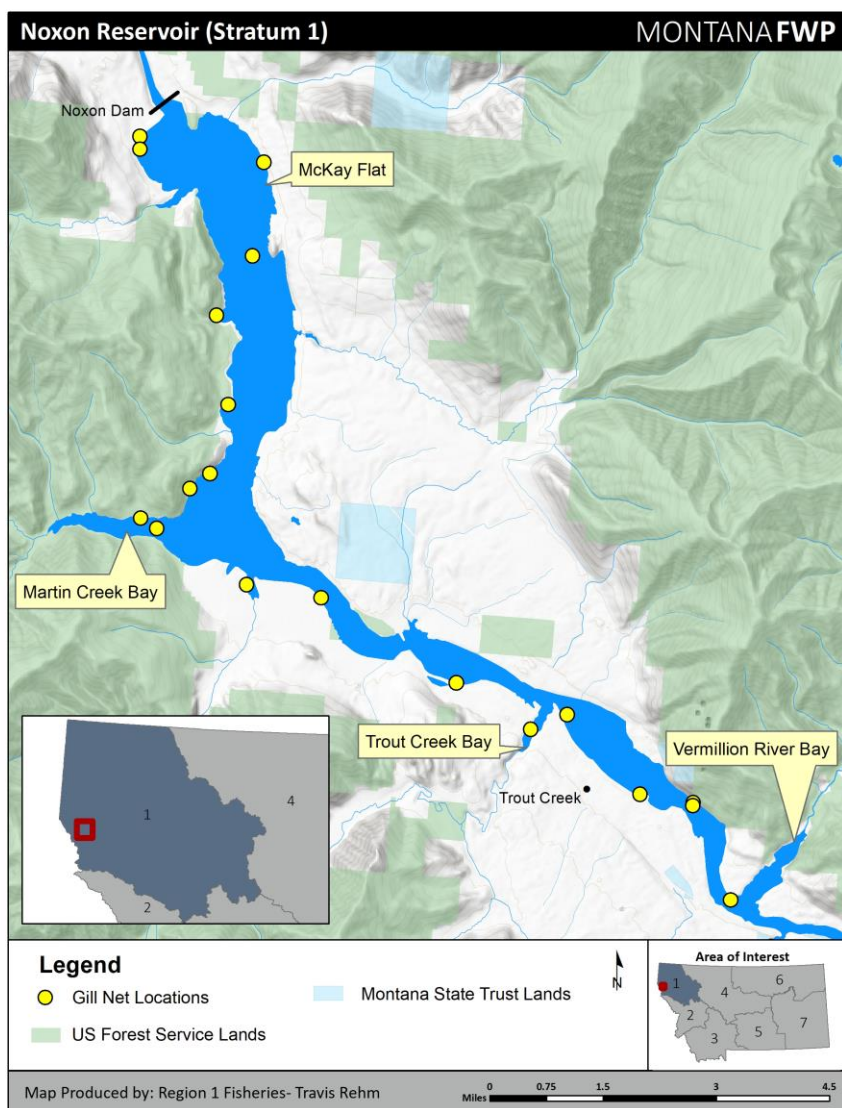 Noxon Reservoir (Stratum 1)
MONTANAFWP
Noxon Dam
McKay Flat
Martin Creek Bay
Trout Creek Bay
Vermillion River Bay
Trout Creek
1
4
2
Legend
Gill Net Locations
US Forest Service Lands
Montana State Trust Lands
N
Area of Interest
1
4
6
2
3
5
7
Map Produced by: Region 1 Fisheries- Travis Rehm
0 0.75 1.5 3 4.5
Miles